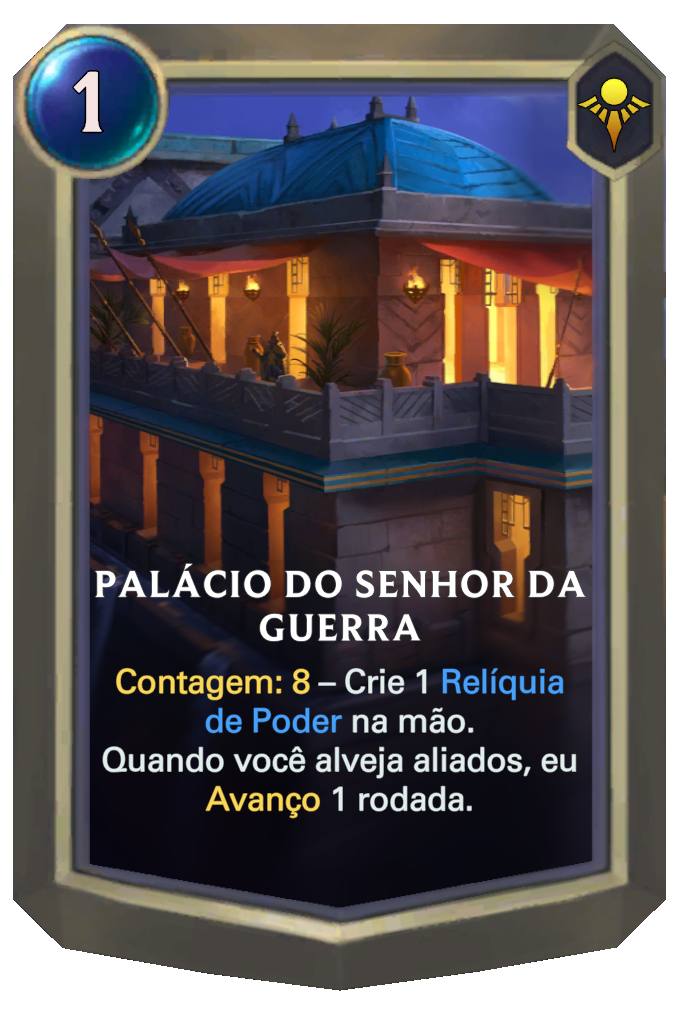 1
PALÁCIO DO SENHOR DA
GUERRA
Contagem: 8 – Crie 1 Relíquia
de Poder na mão.
Quando você alveja aliados, eu
Avanço 1 rodada.